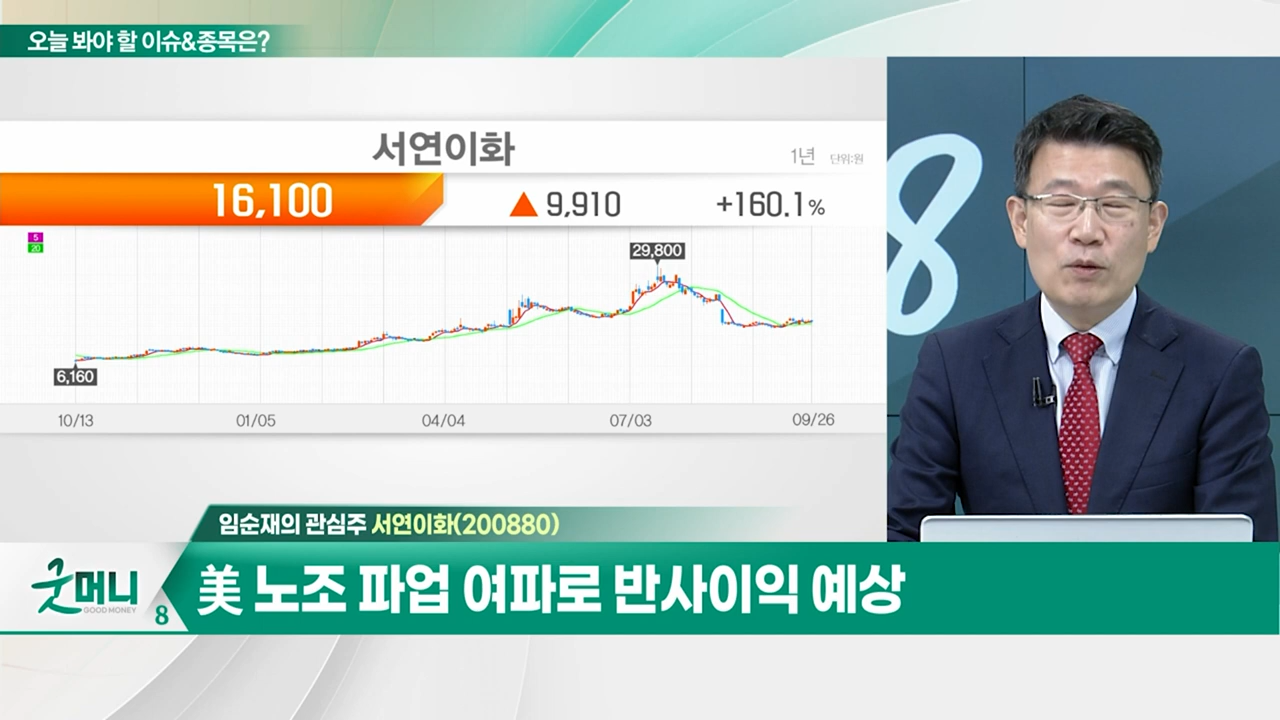 오늘 봐야 할 이슈&종목은?
서연이화
1년 단위:원
16,100 ▲ 9,910 +160.1%
5
20
29,800
6,160
10/13 01/05 04/04 07/03 09/26
8
임순재의 관심주 서연이화(200880)
美 노조 파업 여파로 반사이익 예상
굿머니
GOOD MONEY
8